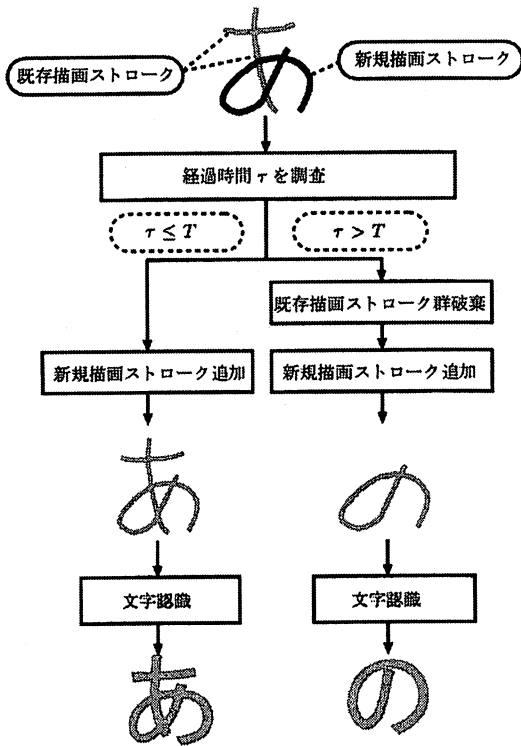 あ
既存描画ストローク
新規描画ストローク
経過時間 τ を調査
τ ≤ T
τ > T
既存描画ストローク群破棄
新規描画ストローク追加
新規描画ストローク追加
あ
の
文字認識
文字認識
あ
の